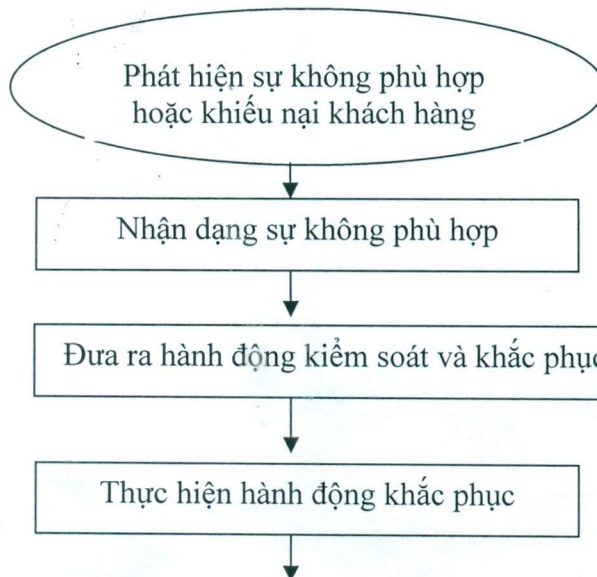 Phát hiện sự không phù hợp
hoặc khiếu nại khách hàng
Nhận dạng sự không phù hợp
Đưa ra hành động kiểm soát và khắc phục
Thực hiện hành động khắc phục